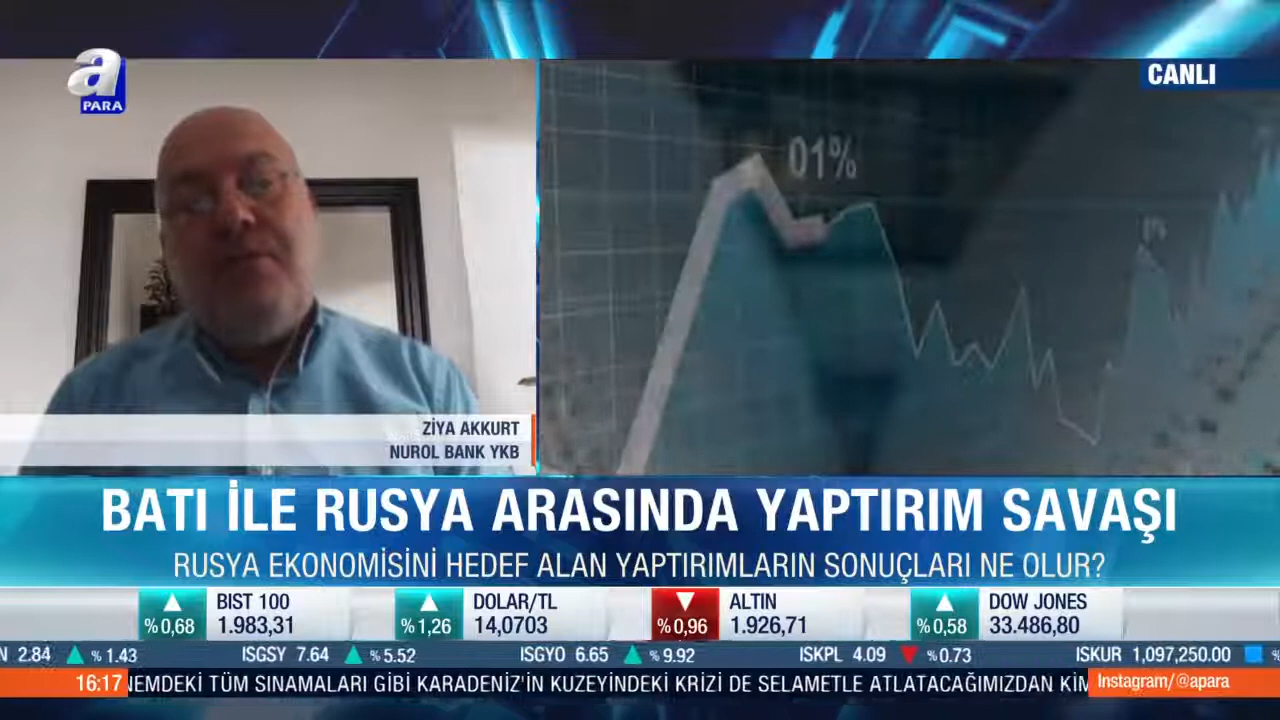 a
PARA
CANLI
01%
ZİYA AKKURT
NUROL BANK YKB
BATI İLE RUSYA ARASINDA YAPTIRIM SAVAŞI
RUSYA EKONOMİSİNİ HEDEF ALAN YAPTIRIMLARIN SONUÇLARI NE OLUR?
%0,68 BIST 100 1.983,31
%1,26 DOLAR/TL 14,0703
%0,96 ALTIN 1.926,71
%0,58 DOW JONES 33.486,80
N 2.84 %1.43 ISGSY 7.64 %5.52 ISGYO 6.65 %9.92 ISKPL 4.09 %0.73 ISKUR 1,097,250.00 %
16:17 NEMDEKİ TÜM SINAMALARI GİBİ KARADENİZ'İN KUZEYİNDEKİ KRİZİ DE SELAMETLE ATLATACAĞIMIZDAN KİM Instagram/@apara